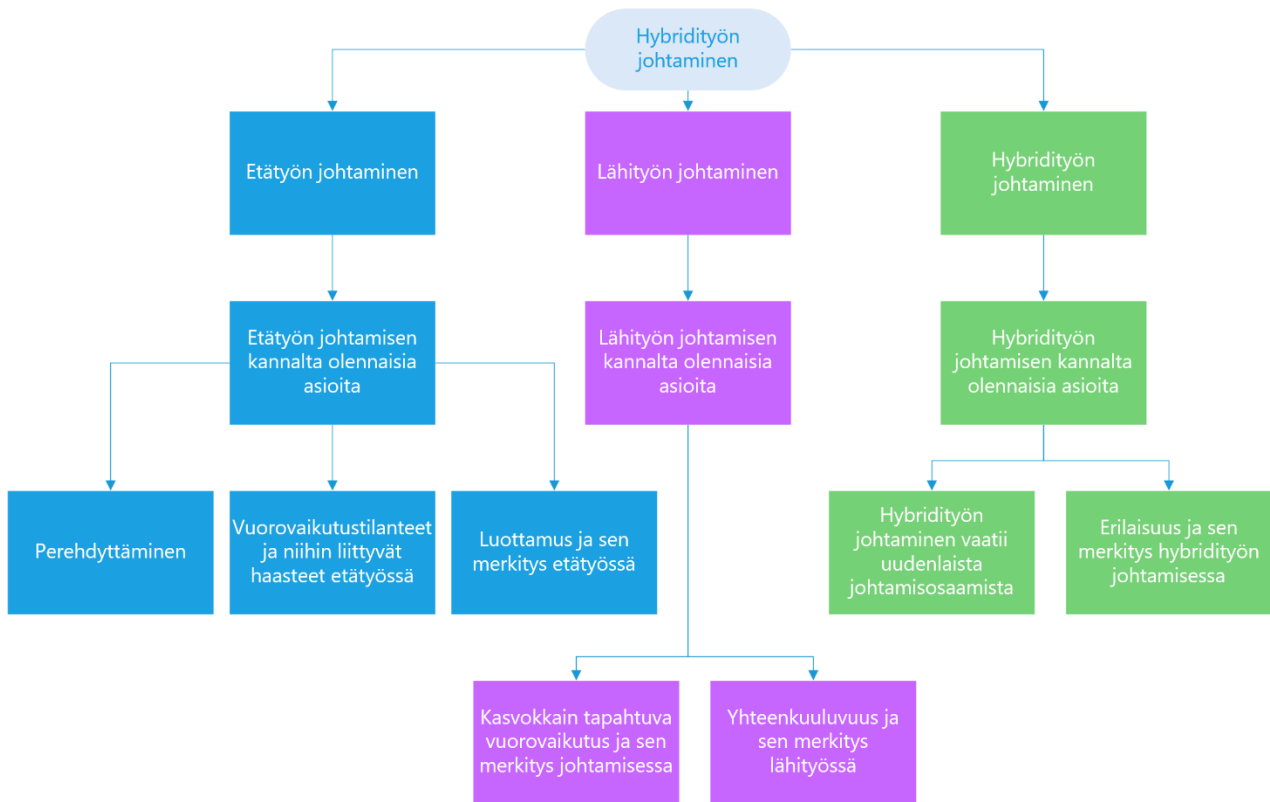 Hybridityön
johtaminen
Etätyön johtaminen
Lähityön johtaminen
Hybridityön
johtaminen
Etätyön johtamisen
kannalta olennaisia
asioita
Lähityön johtamisen
kannalta olennaisia
asioita
Hybridityön
johtamisen kannalta
olennaisia asioita
Perehdyttäminen
Vuorovaikutustilanteet
ja niihin liittyvät
haasteet etätyössä
Luottamus ja sen
merkitys etätyössä
Hybridityön
johtaminen vaatii
uudenlaista
johtamisosaamista
Erilaisuus ja sen
merkitys hybridityön
johtamisessa
Kasvokkain tapahtuva
vuorovaikutus ja sen
merkitys johtamisessa
Yhteenkuuluvuus ja
sen merkitys
lähityössä